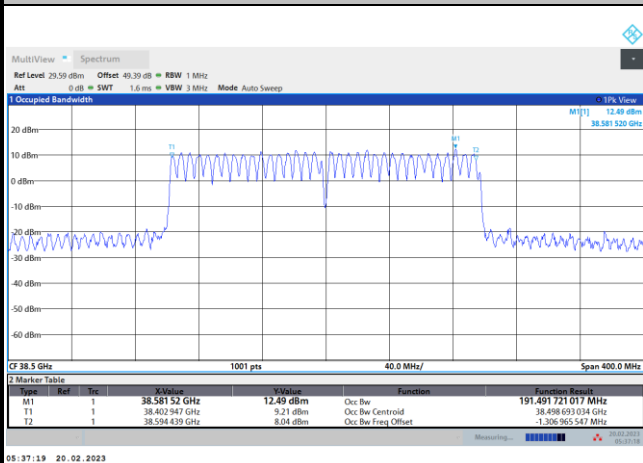 MultiView Spectrum
Ref Level 29.59 dBm Offset 49.39 dB RBW 1 MHz
Att 0 dB SWT 1.6 ms VBW 3 MHz Mode Auto Sweep
1 Occupied Bandwidth 1Pk View
M1[1] 12.49 dBm
38.581 520 GHz
20 dBm
M1
T1
T2
10 dBm
0 dBm
-10 dBm
-20 dBm
-30 dBm
-40 dBm
-60 dBm
CF 38.5 GHz 1001 pts 40.0 MHz/ Span 400.0 MHz
2 Marker Table
Type Ref Trc X-Value Y-Value Function Function Result
M1 1 38.581 52 GHz 12.49 dBm Occ Bw 191.491 721 017 MHz
T1 1 38.402 947 GHz 9.21 dBm Occ Bw Centroid 38.498 693 034 GHz
T2 1 38.594 439 GHz 8.04 dBm Occ Bw Freq Offset -1.306 965 547 MHz
Measuring... 20.02.2023
05:37:19
05:37:19 20.02.2023